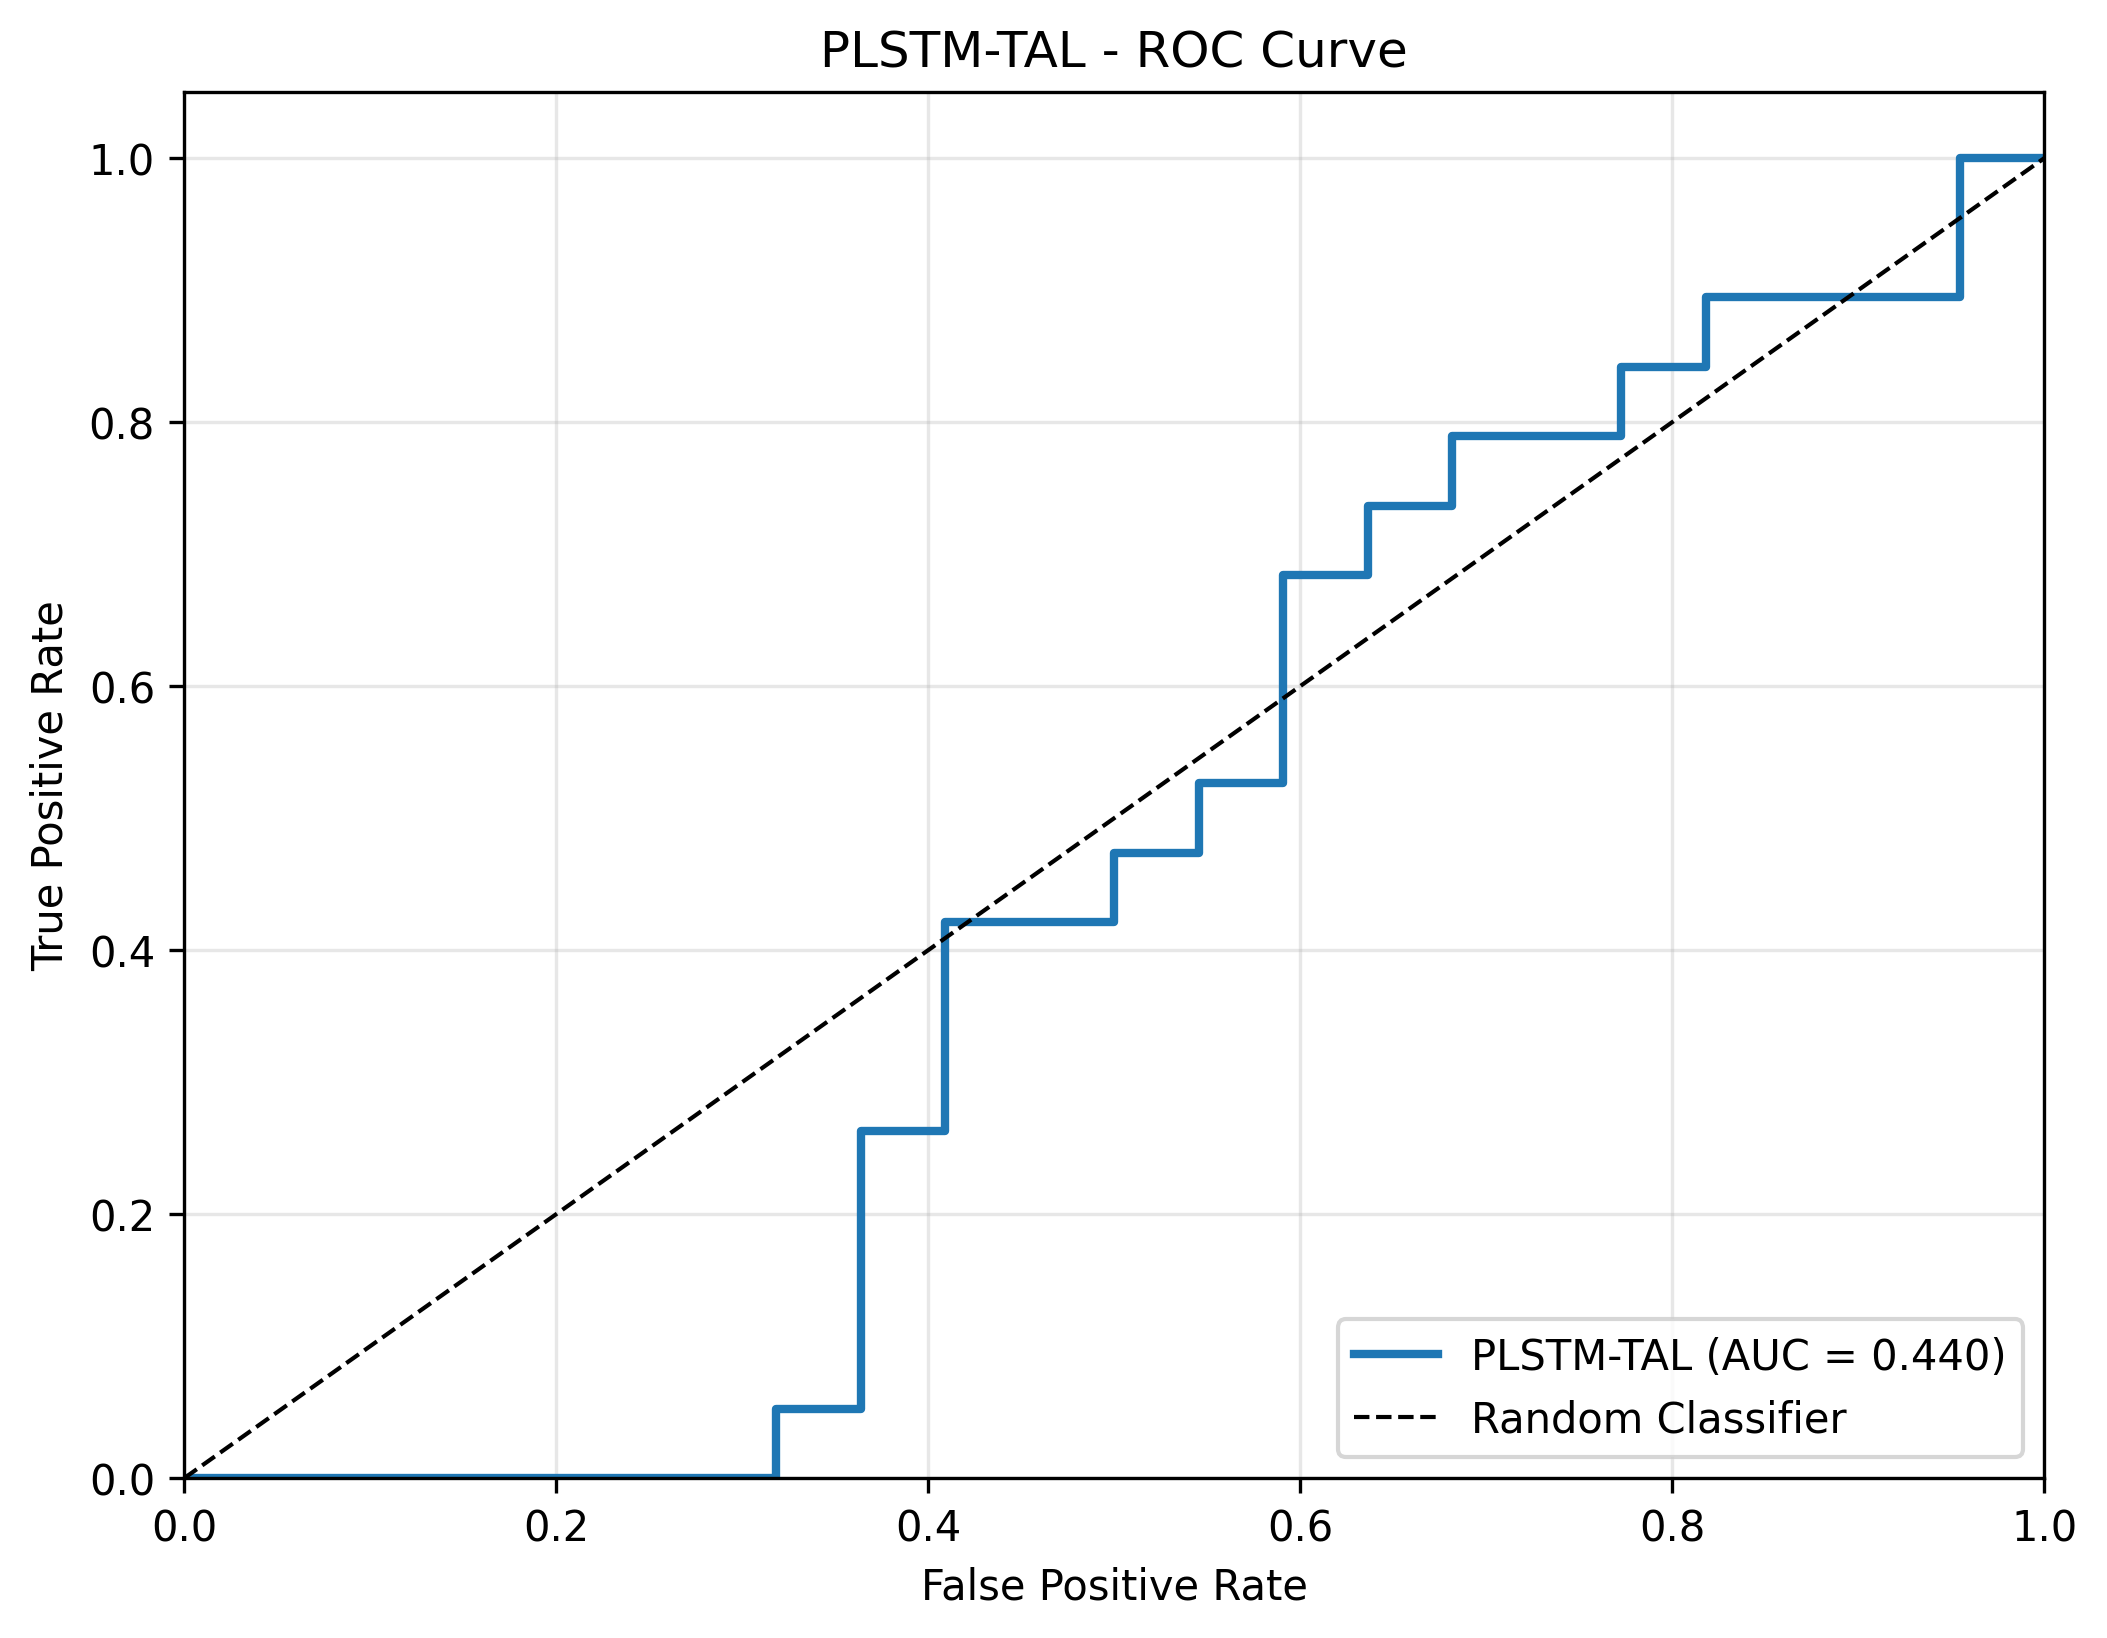 PLSTM-TAL - ROC Curve
True Positive Rate
1.0
0.8
0.6
0.4
0.2
0.0
0.0 0.2 0.4 0.6 0.8 1.0
False Positive Rate
PLSTM-TAL (AUC = 0.440)
Random Classifier